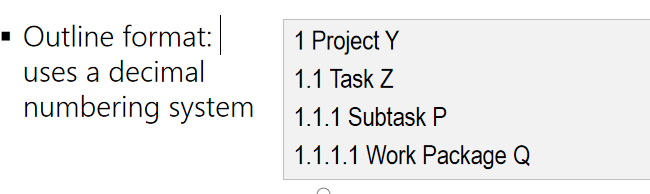 ▪ Outline format:
uses a decimal
numbering system
1 Project Y
1.1 Task Z
1.1.1 Subtask P
1.1.1.1 Work Package Q